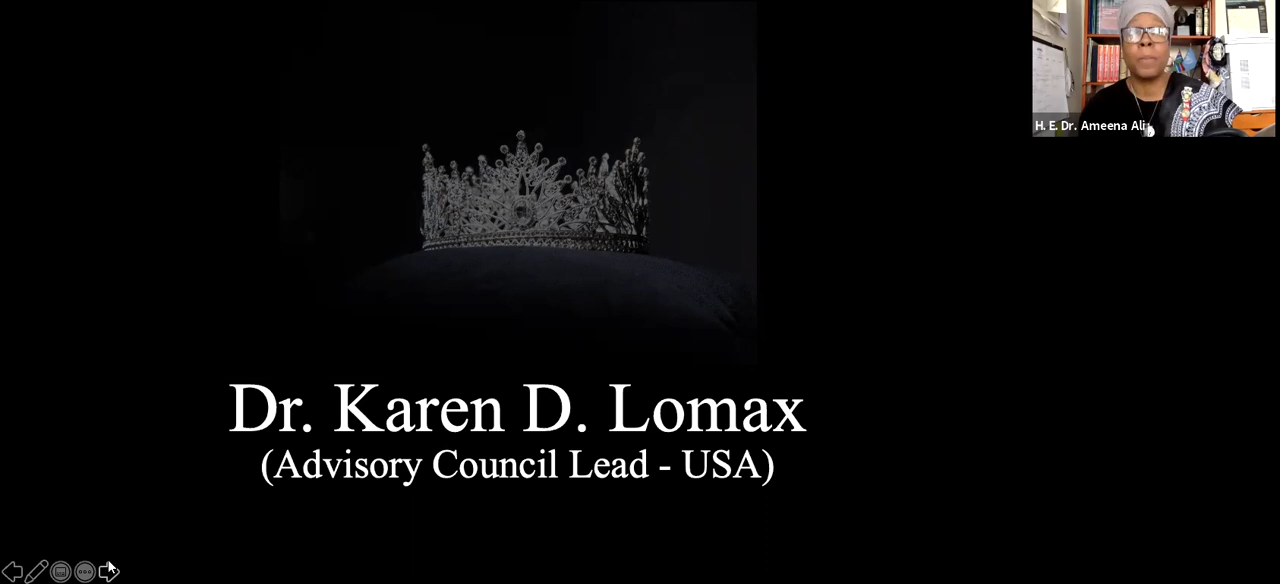 H. E. Dr. Ameena Ali
Dr. Karen D. Lomax
(Advisory Council Lead - USA)